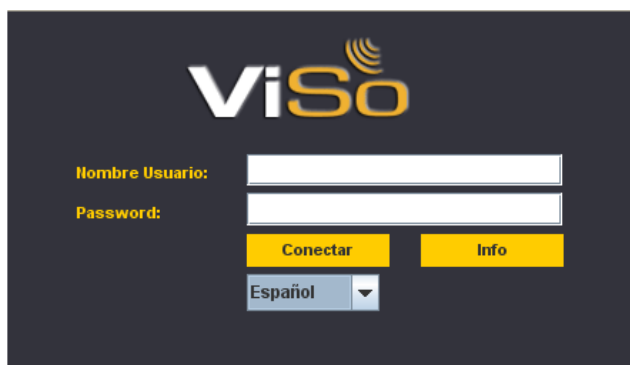 ViSo
Nombre Usuario:
Password:
Conectar Info
Español